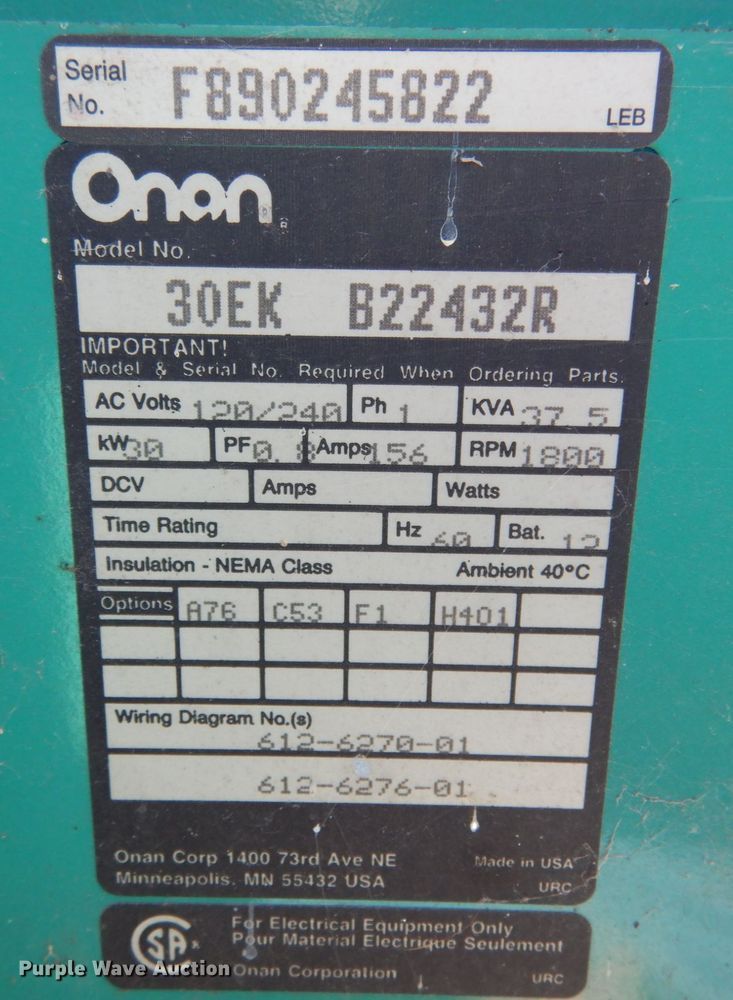 Serial No. F890245822 LEB
Onan
Model No.
30EK B22432R
IMPORTANT!
Model & Serial No. Required When Ordering Parts.
AC Volts 120/240 Ph 1 KVA 37.5
kW 30 PF 0.8 Amps 156 RPM 1800
DCV Amps Watts
Time Rating Hz 60 Bat. 12
Insulation - NEMA Class Ambient 40°C
Options A76 C53 F1 H401
Wiring Diagram No.(s)
612-6270-01
612-6276-01
Onan Corp 1400 73rd Ave NE Made in USA
Minneapolis, MN 55432 USA URC
SA For Electrical Equipment Only
Pour Material Electrique Seulement
Onan Corporation URC
Purple Wave Auction